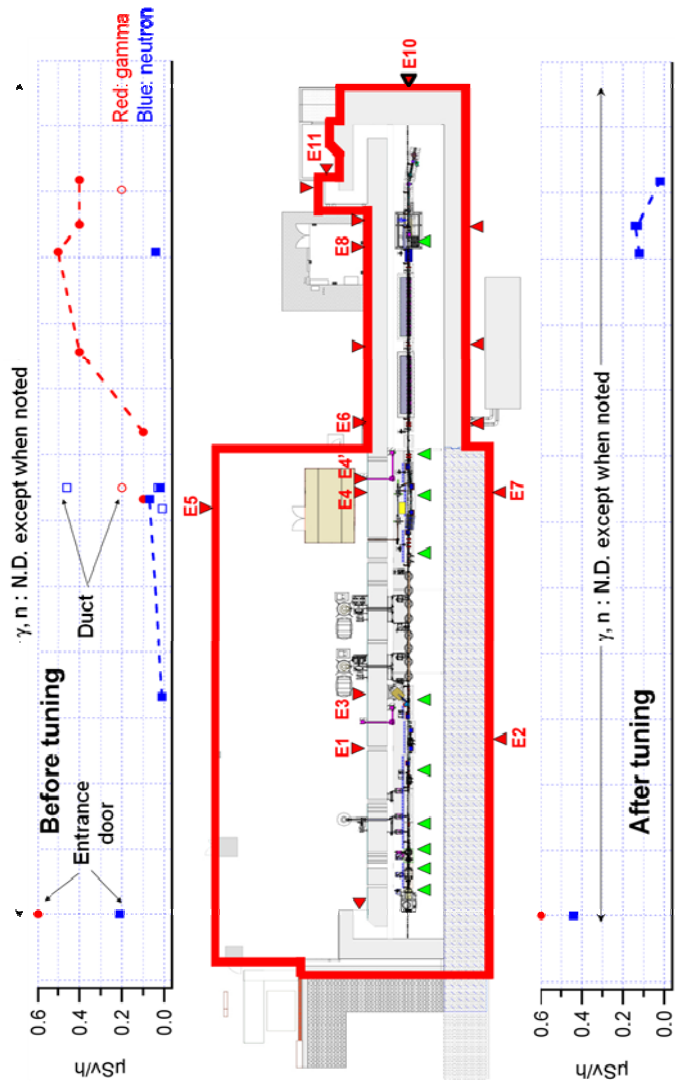 γ, n : N.D. except when noted
Red: gamma
Blue: neutron
Before tuning
Entrance
door
Duct
0.6
0.4
0.2
0.0
μSv/h
E5
E1
E3
E4
E4'
E6
E8
E11
E10
E2
E7
γ, n : N.D. except when noted
After tuning
0.6
0.4
0.2
0.0
μSv/h